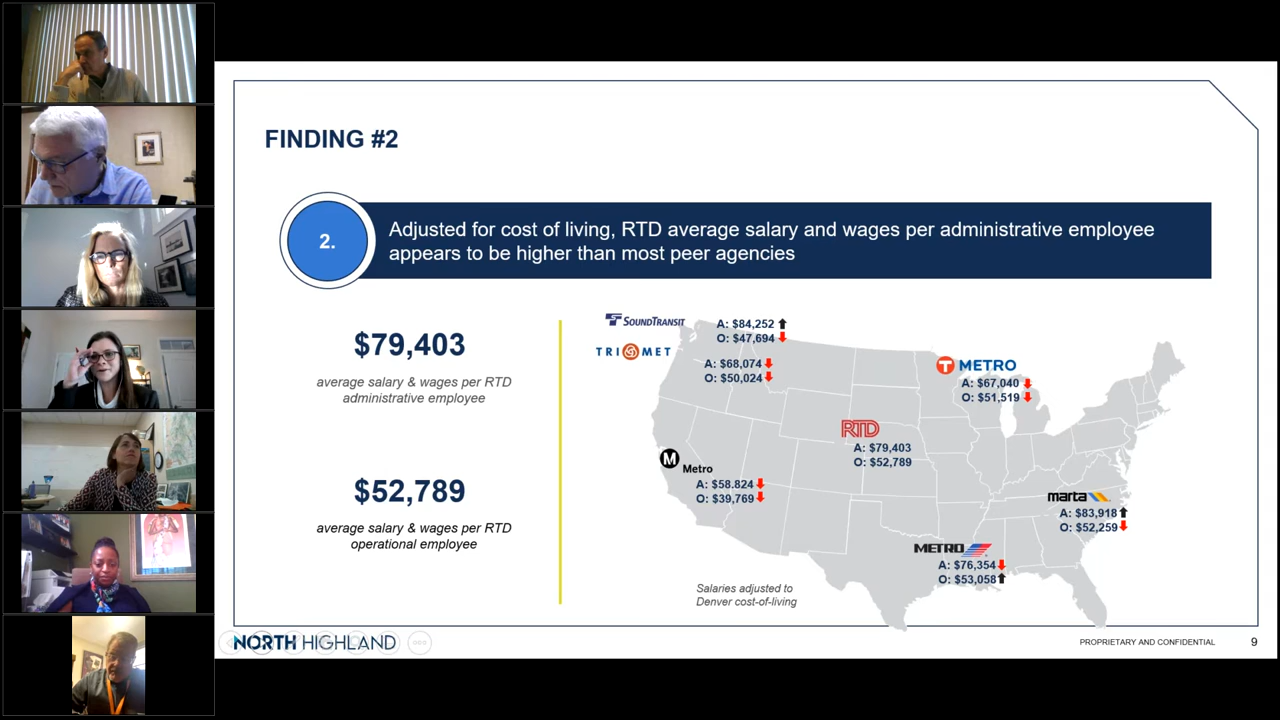 FINDING #2
2.
Adjusted for cost of living, RTD average salary and wages per administrative employee
appears to be higher than most peer agencies
$79,403
average salary & wages per RTD
administrative employee
$52,789
average salary & wages per RTD
operational employee
SOUNDTRANSIT
A: $84,252
O: $47,694
TRI MET
A: $68,074
O: $50,024
T METRO
A: $67,040
O: $51,519
RTD
A: $79,403
O: $52,789
M Metro
A: $58.824
O: $39,769
marta
A: $83,918
O: $52,259
METRO
A: $76,354
O: $53,058
Salaries adjusted to
Denver cost-of-living
NORTH HIGHLAND
PROPRIETARY AND CONFIDENTIAL
9